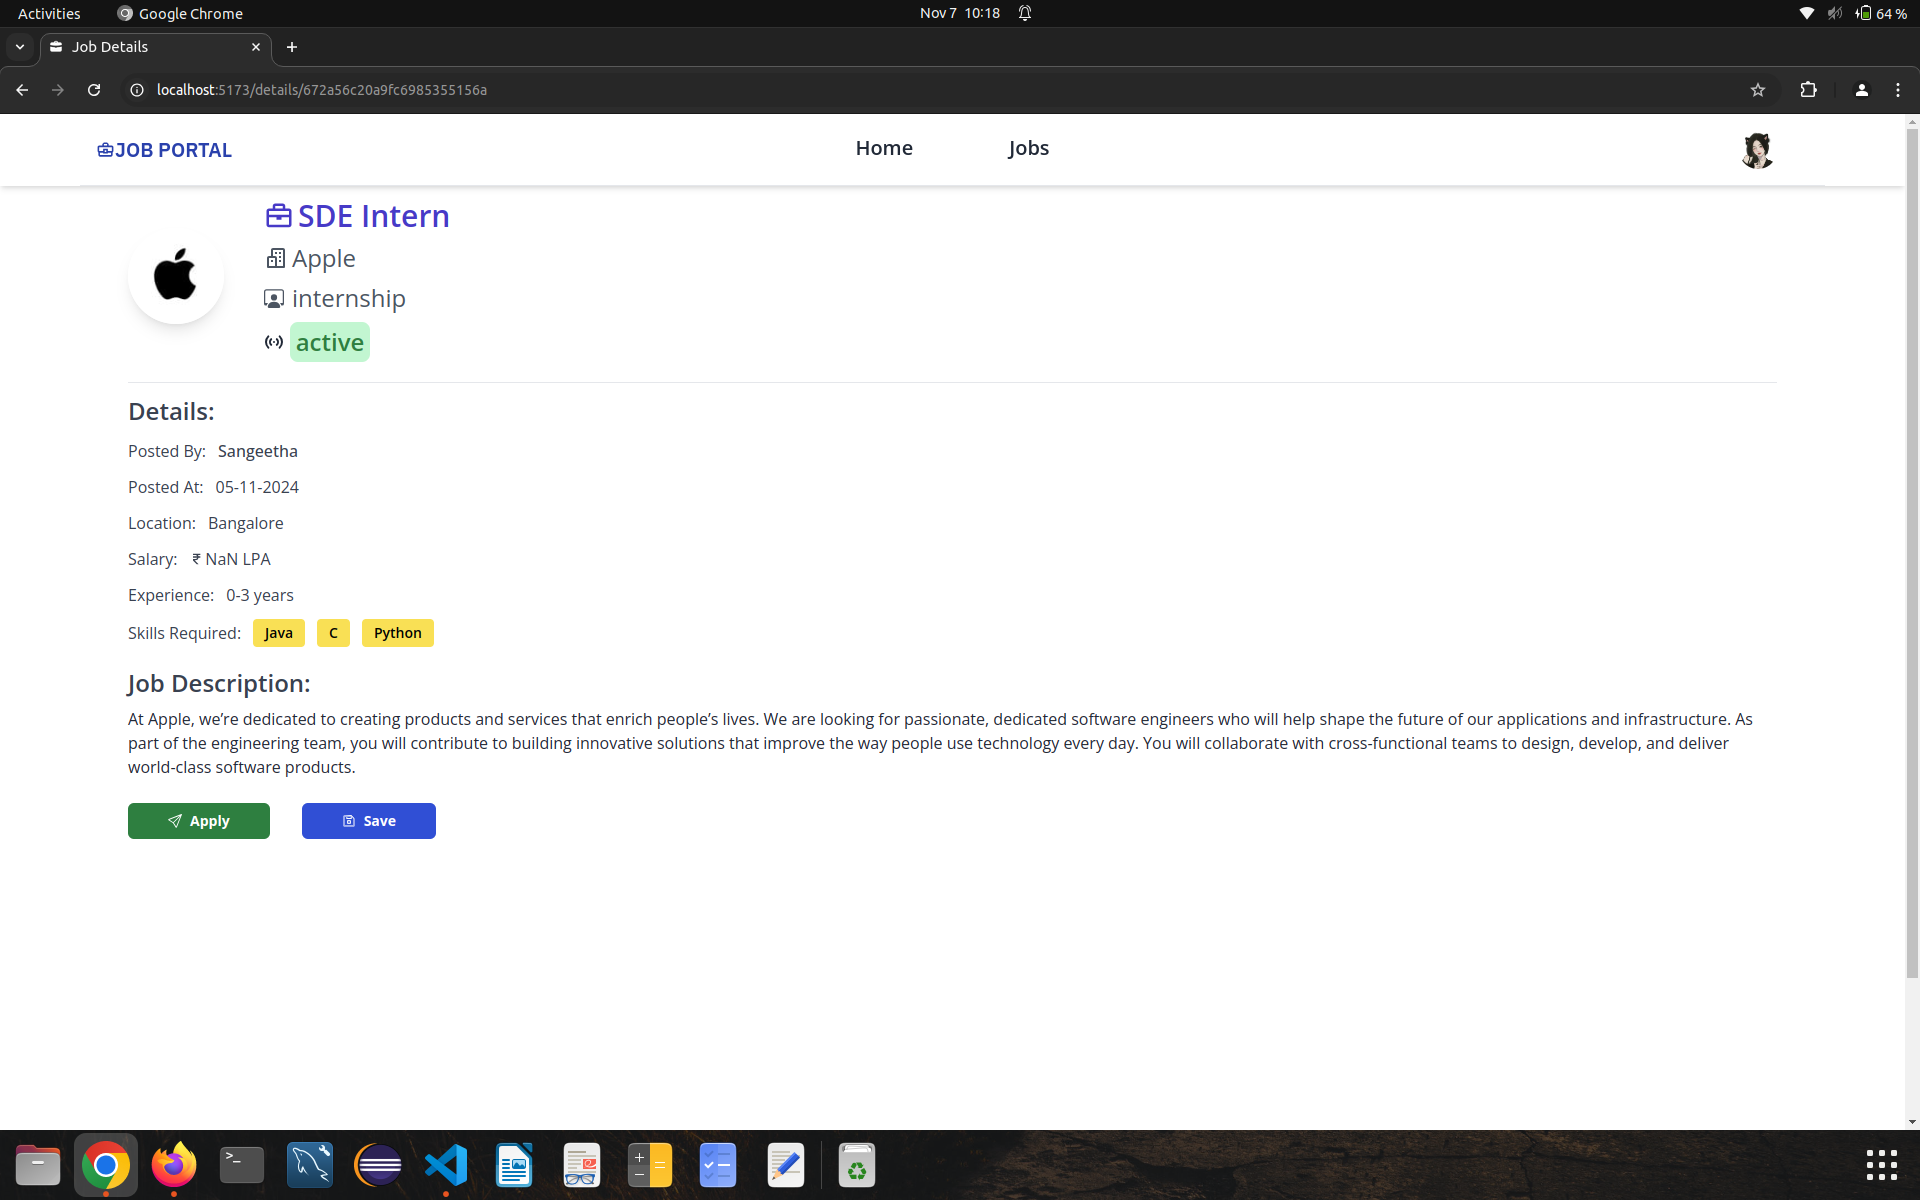 Activities Google Chrome Nov 7 10:18 64 %
Job Details
localhost:5173/details/672a56c20a9fc6985355156a
JOB PORTAL Home Jobs
SDE Intern
Apple
internship
active
Details:
Posted By: Sangeetha
Posted At: 05-11-2024
Location: Bangalore
Salary: ₹ NaN LPA
Experience: 0-3 years
Skills Required: Java C Python
Job Description:
At Apple, we’re dedicated to creating products and services that enrich people’s lives. We are looking for passionate, dedicated software engineers who will help shape the future of our applications and infrastructure. As
part of the engineering team, you will contribute to building innovative solutions that improve the way people use technology every day. You will collaborate with cross-functional teams to design, develop, and deliver
world-class software products.
Apply Save